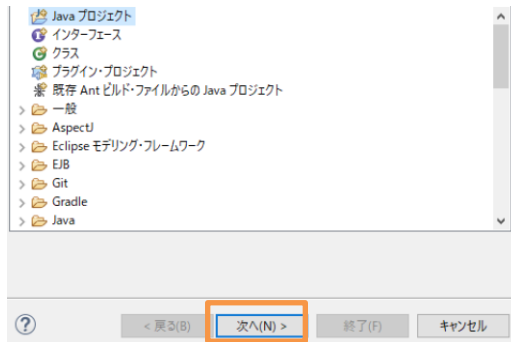 Java プロジェクト
インターフェース
クラス
プラグイン・プロジェクト
既存 Ant ビルド・ファイルからの Java プロジェクト
一般
AspectJ
Eclipse モデリング・フレームワーク
EJB
Git
Gradle
Java
? < 戻る(B) 次へ(N) > 終了(F) キャンセル